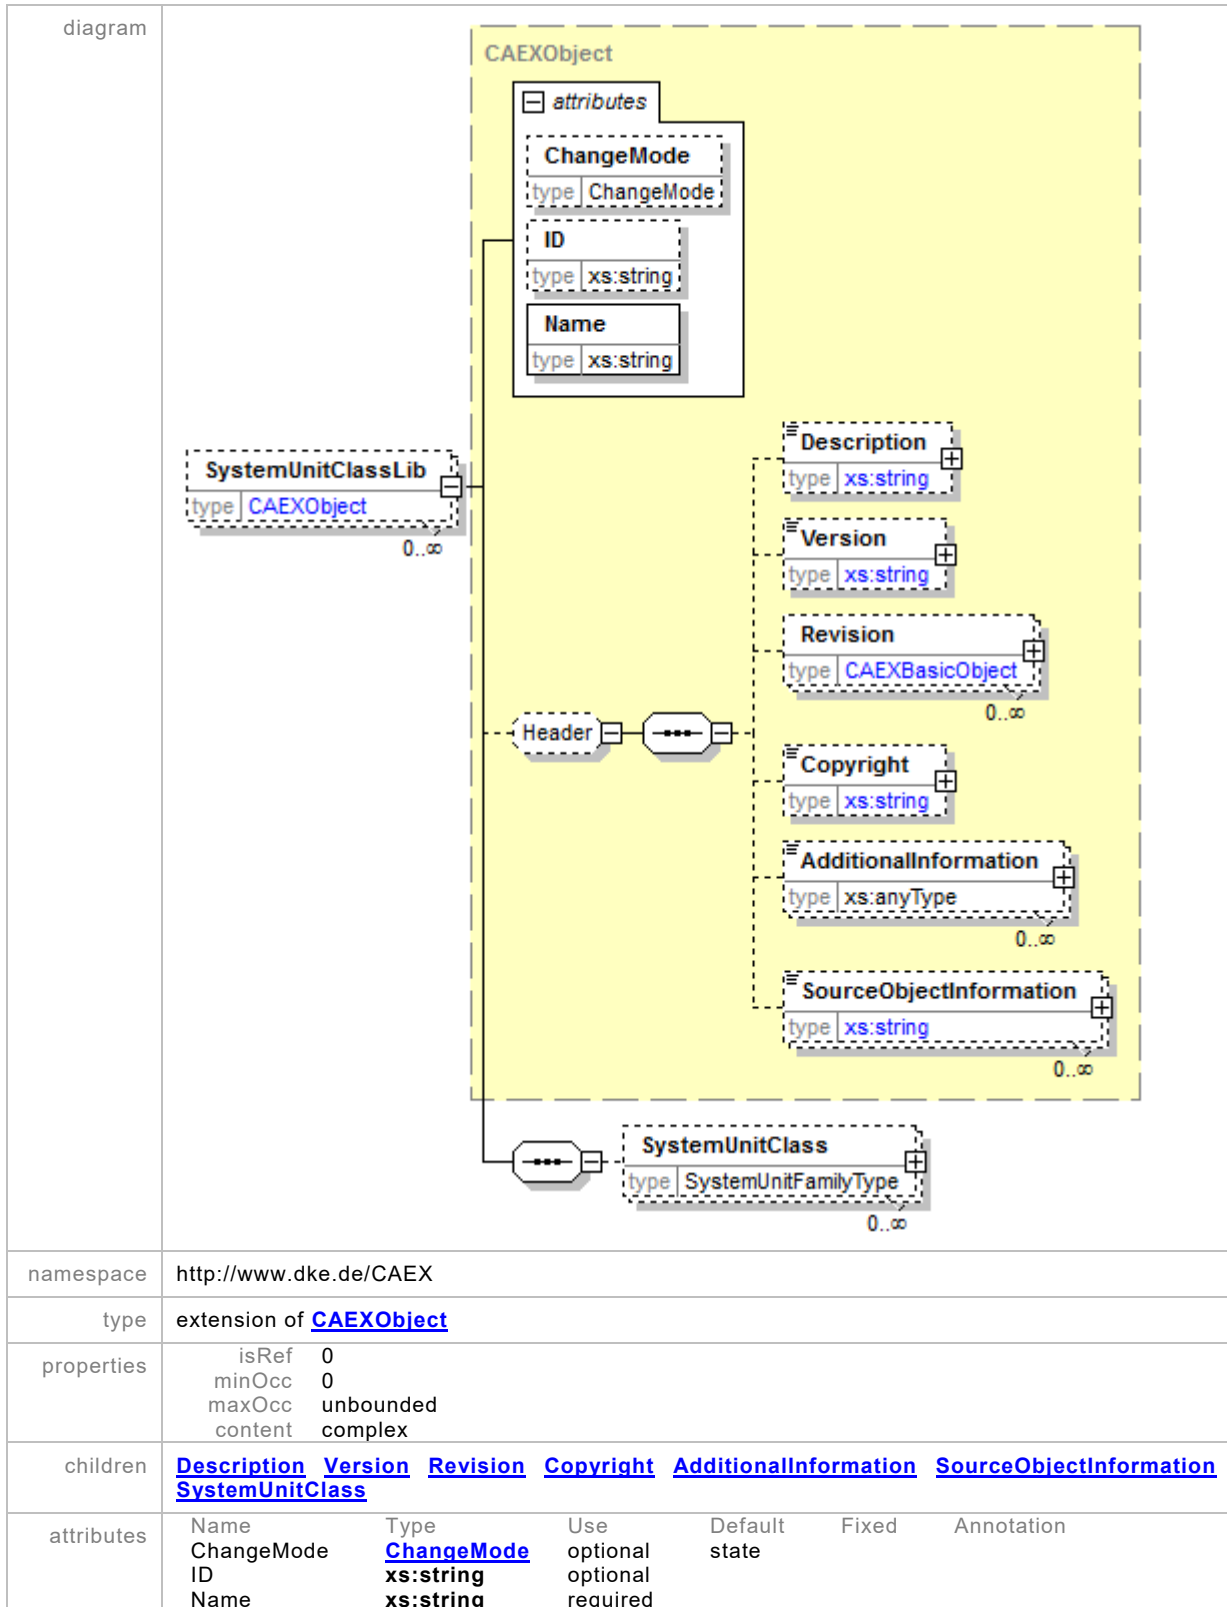 diagram
CAEXObject
attributes
ChangeMode
type ChangeMode
ID
type xs:string
Name
type xs:string
SystemUnitClassLib
type CAEXObject
0..∞
Description
type xs:string
Version
type xs:string
Revision
type CAEXBasicObject
0..∞
Header
Copyright
type xs:string
AdditionalInformation
type xs:anyType
0..∞
SourceObjectInformation
type xs:string
0..∞
SystemUnitClass
type SystemUnitFamilyType
0..∞
namespace http://www.dke.de/CAEX
type extension of CAEXObject
properties isRef 0
minOcc 0
maxOcc unbounded
content complex
children Description Version Revision Copyright AdditionalInformation SourceObjectInformation
SystemUnitClass
attributes Name Type Use Default Fixed Annotation
ChangeMode ChangeMode optional state
ID xs:string optional
Name xs:string required